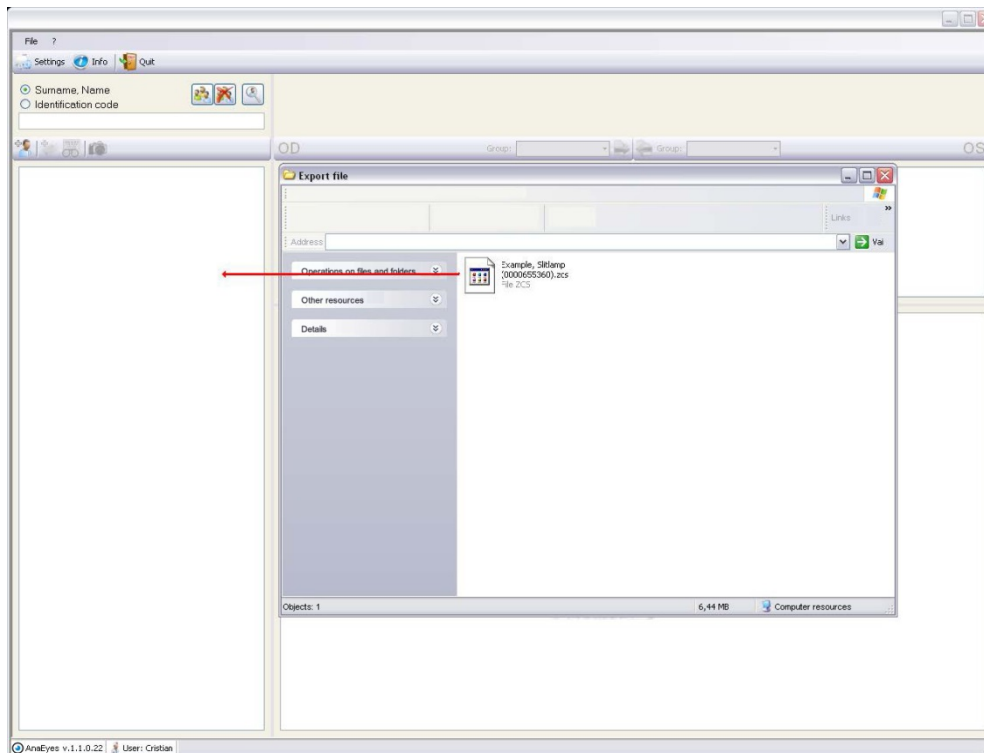 File ?
Settings Info Quit
Surname, Name
Identification code
OD Group: Group: OS
Export file
Links
»
Address Vai
Operations on files and folders
Other resources
Details
Example, Slitlamp
(0000655360).zcs
File ZCS
Objects: 1 6,44 MB Computer resources
AnaEyes v.1.1.0.22 User: Cristian